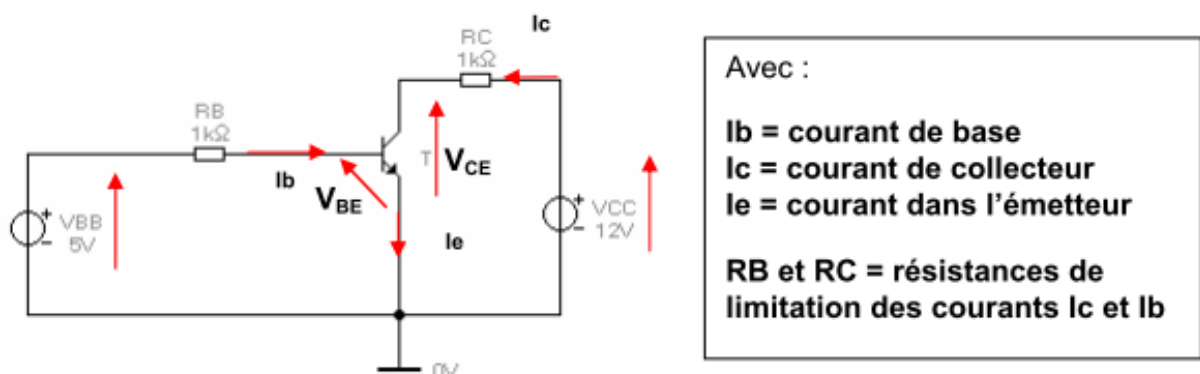 Ic
RC
1kΩ
RB
1kΩ
Ib
VBE
T
VCE
Ie
VBB
5V
+
-
VCC
12V
+
-
0V
Avec :
Ib = courant de base
Ic = courant de collecteur
Ie = courant dans l'émetteur
RB et RC = résistances de
limitation des courants Ic et Ib